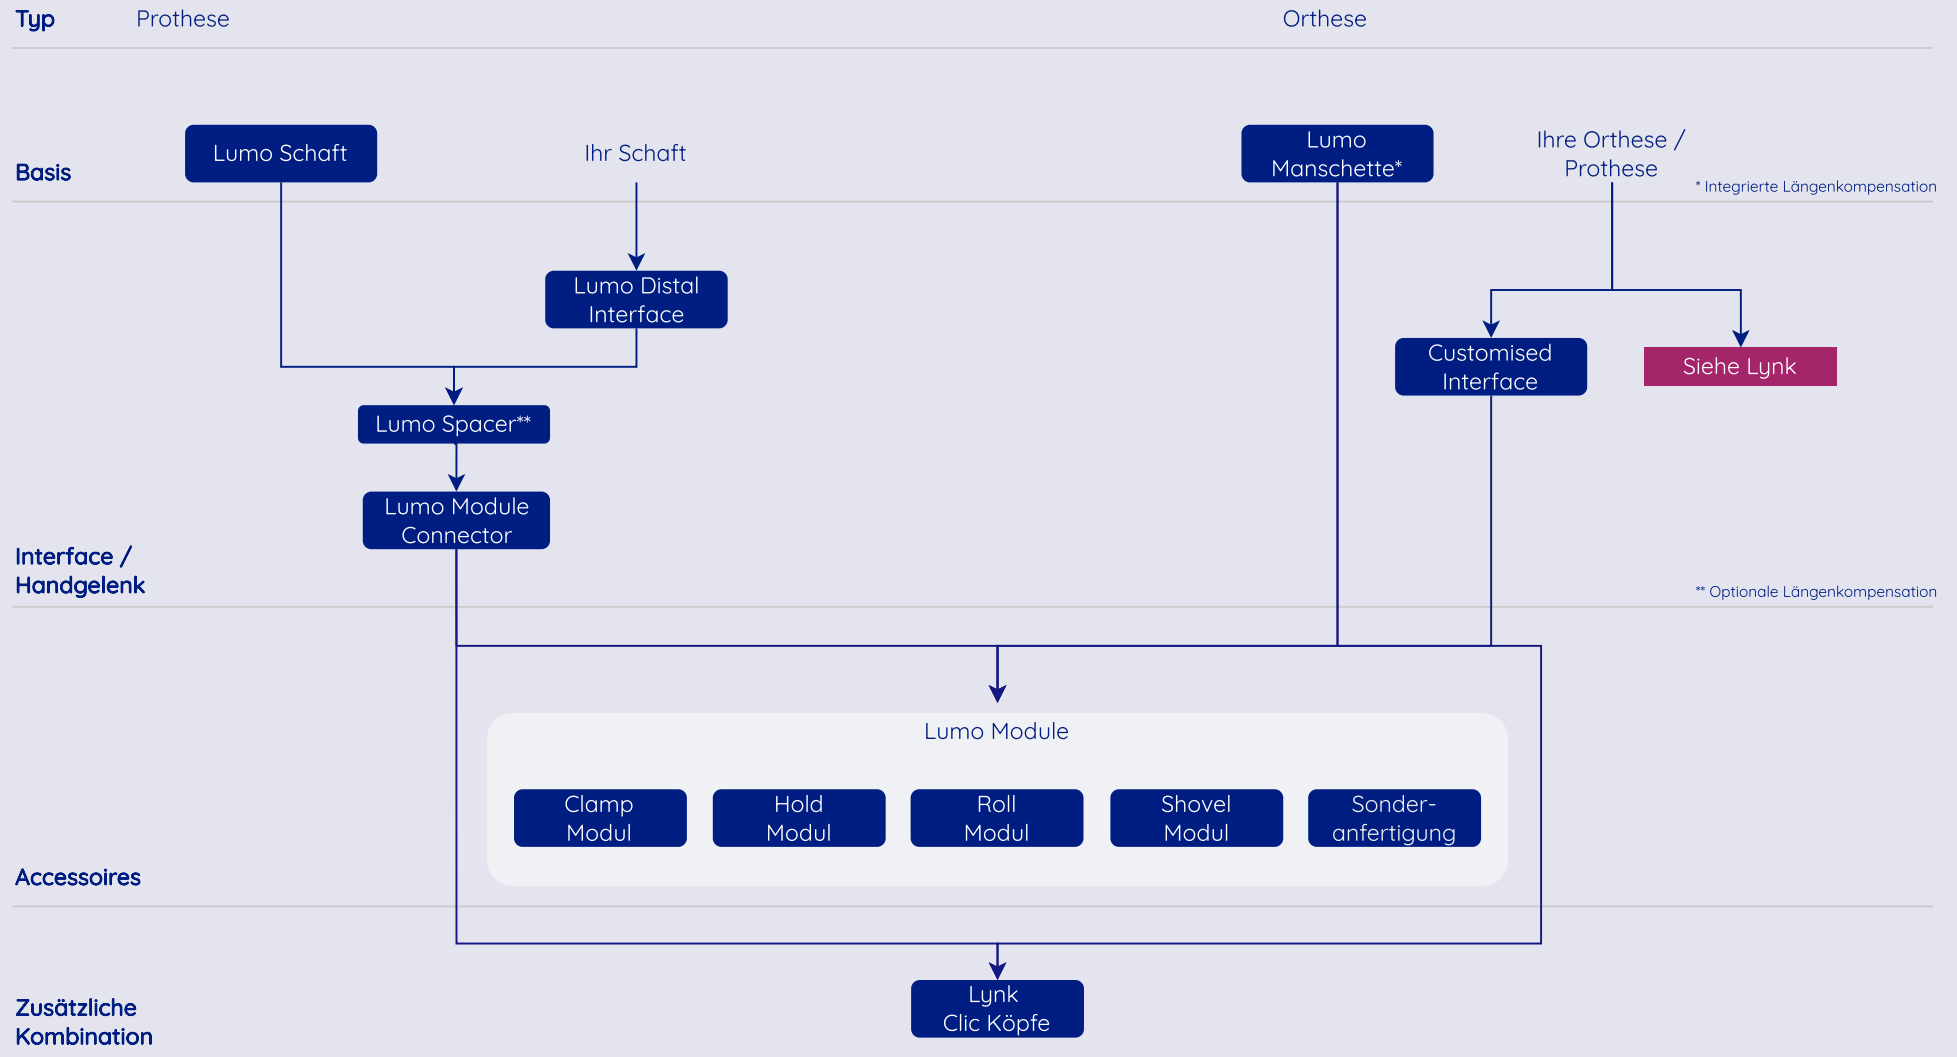 Typ
Prothese
Orthese
Lumo Schaft
Ihr Schaft
Lumo
Manschette*
Ihre Orthese /
Prothese
Basis
* Integrierte Längenkompensation
Lumo Distal
Interface
Customised
Interface
Siehe Lynk
Lumo Spacer**
Lumo Module
Connector
Interface /
Handgelenk
** Optionale Längenkompensation
Lumo Module
Clamp
Modul
Hold
Modul
Roll
Modul
Shovel
Modul
Sonder-
anfertigung
Accessoires
Lynk
Clic Köpfe
Zusätzliche
Kombination